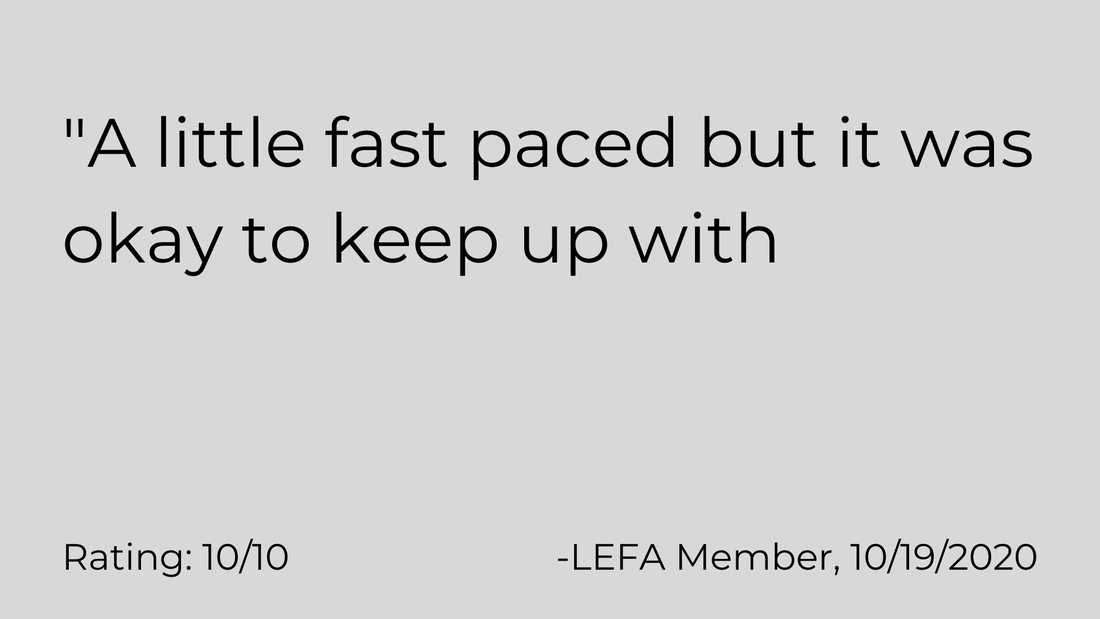 "A little fast paced but it was
okay to keep up with
Rating: 10/10
-LEFA Member, 10/19/2020